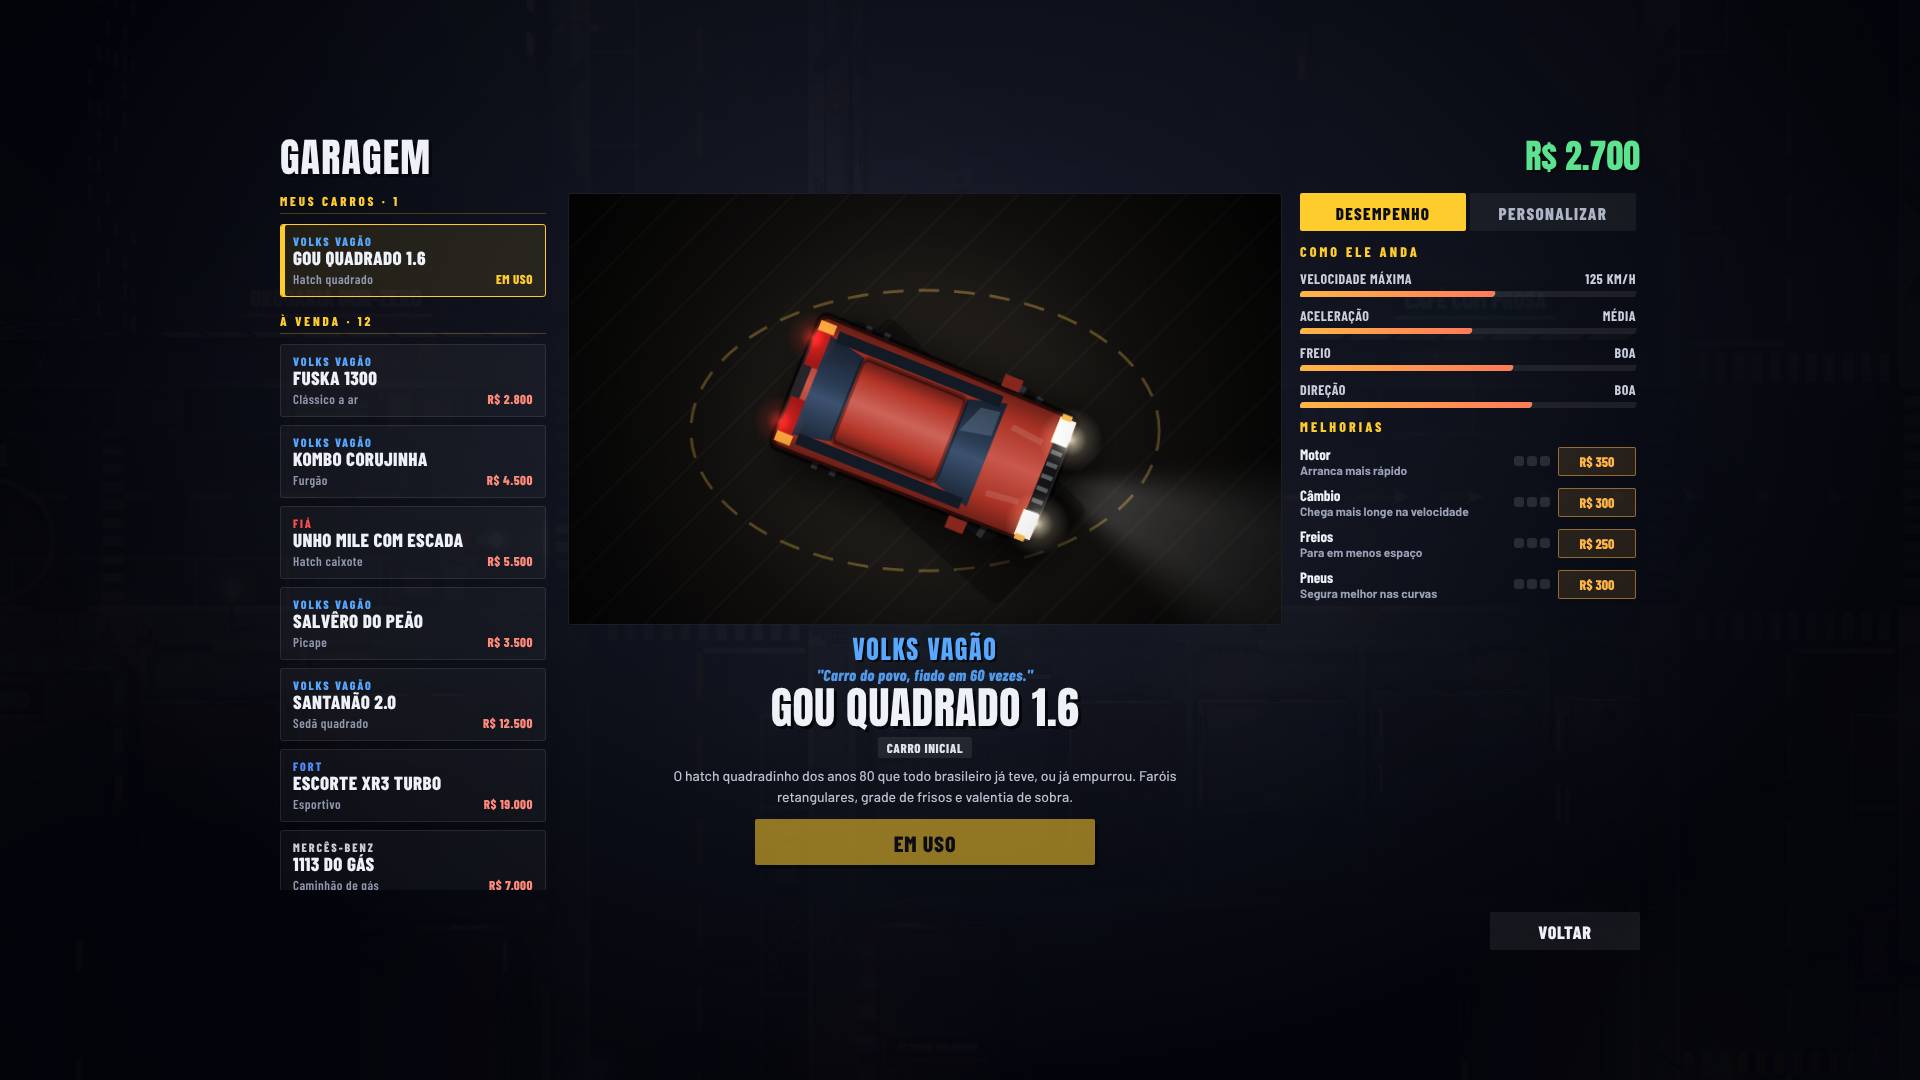 GARAGEM
R$ 2.700
MEUS CARROS · 1
VOLKS VAGÃO
GOU QUADRADO 1.6
Hatch quadrado
EM USO
À VENDA · 12
VOLKS VAGÃO
FUSKA 1300
Clássico a ar
R$ 2.800
VOLKS VAGÃO
KOMBO CORUJINHA
Furgão
R$ 4.500
FIÁ
UNHO MILE COM ESCADA
Hatch caixote
R$ 5.500
VOLKS VAGÃO
SALVÊRO DO PEÃO
Picape
R$ 3.500
VOLKS VAGÃO
SANTANÃO 2.0
Sedã quadrado
R$ 12.500
FORT
ESCORTE XR3 TURBO
Esportivo
R$ 19.000
MERCÊS-BENZ
1113 DO GÁS
Caminhão de gás
R$ 7.000
VOLKS VAGÃO
"Carro do povo, fiado em 60 vezes."
GOU QUADRADO 1.6
CARRO INICIAL
O hatch quadradinho dos anos 80 que todo brasileiro já teve, ou já empurrou. Faróis
retangulares, grade de frisos e valentia de sobra.
EM USO
DESEMPENHO
PERSONALIZAR
COMO ELE ANDA
VELOCIDADE MÁXIMA
125 KM/H
ACELERAÇÃO
MÉDIA
FREIO
BOA
DIREÇÃO
BOA
MELHORIAS
Motor
Arranca mais rápido
R$ 350
Câmbio
Chega mais longe na velocidade
R$ 300
Freios
Para em menos espaço
R$ 250
Pneus
Segura melhor nas curvas
R$ 300
VOLTAR